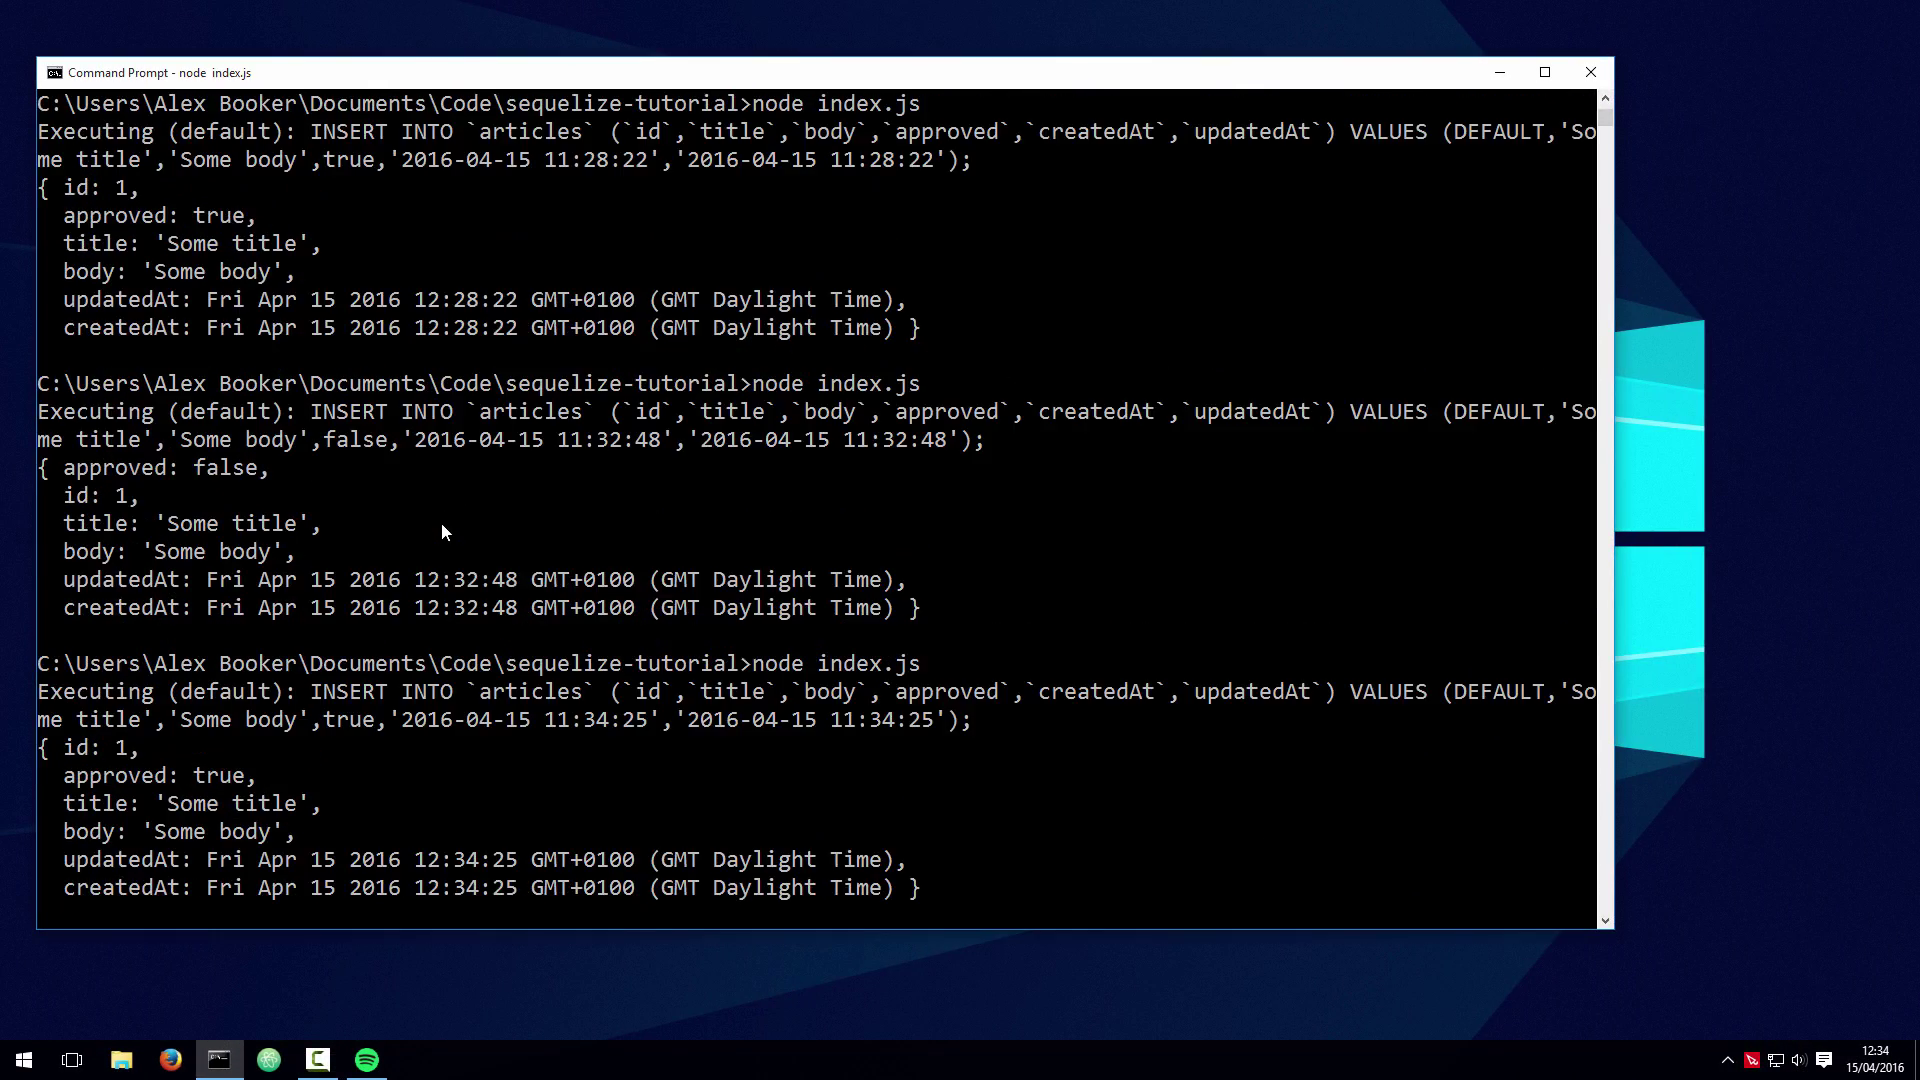 Command Prompt - node  index.js
C:\Users\Alex Booker\Documents\Code\sequelize-tutorial>node index.js
Executing (default): INSERT INTO `articles` (`id`,`title`,`body`,`approved`,`createdAt`,`updatedAt`) VALUES (DEFAULT,'So
me title','Some body',true,'2016-04-15 11:28:22','2016-04-15 11:28:22');
{ id: 1,
  approved: true,
  title: 'Some title',
  body: 'Some body',
  updatedAt: Fri Apr 15 2016 12:28:22 GMT+0100 (GMT Daylight Time),
  createdAt: Fri Apr 15 2016 12:28:22 GMT+0100 (GMT Daylight Time) }
C:\Users\Alex Booker\Documents\Code\sequelize-tutorial>node index.js
Executing (default): INSERT INTO `articles` (`id`,`title`,`body`,`approved`,`createdAt`,`updatedAt`) VALUES (DEFAULT,'So
me title','Some body',false,'2016-04-15 11:32:48','2016-04-15 11:32:48');
{ approved: false,
  id: 1,
  title: 'Some title',
  body: 'Some body',
  updatedAt: Fri Apr 15 2016 12:32:48 GMT+0100 (GMT Daylight Time),
  createdAt: Fri Apr 15 2016 12:32:48 GMT+0100 (GMT Daylight Time) }
C:\Users\Alex Booker\Documents\Code\sequelize-tutorial>node index.js
Executing (default): INSERT INTO `articles` (`id`,`title`,`body`,`approved`,`createdAt`,`updatedAt`) VALUES (DEFAULT,'So
me title','Some body',true,'2016-04-15 11:34:25','2016-04-15 11:34:25');
{ id: 1,
  approved: true,
  title: 'Some title',
  body: 'Some body',
  updatedAt: Fri Apr 15 2016 12:34:25 GMT+0100 (GMT Daylight Time),
  createdAt: Fri Apr 15 2016 12:34:25 GMT+0100 (GMT Daylight Time) }
12:34
15/04/2016